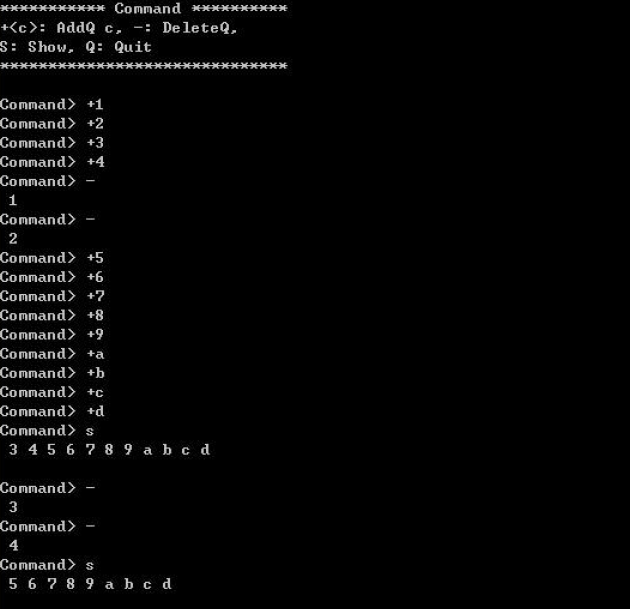 *********** Command **********
+<c>: AddQ c, -: DeleteQ,
S: Show, Q: Quit
******************************
Command> +1
Command> +2
Command> +3
Command> +4
Command> -
1
Command> -
2
Command> +5
Command> +6
Command> +7
Command> +8
Command> +9
Command> +a
Command> +b
Command> +c
Command> +d
Command> s
3 4 5 6 7 8 9 a b c d
Command> -
3
Command> -
4
Command> s
5 6 7 8 9 a b c d